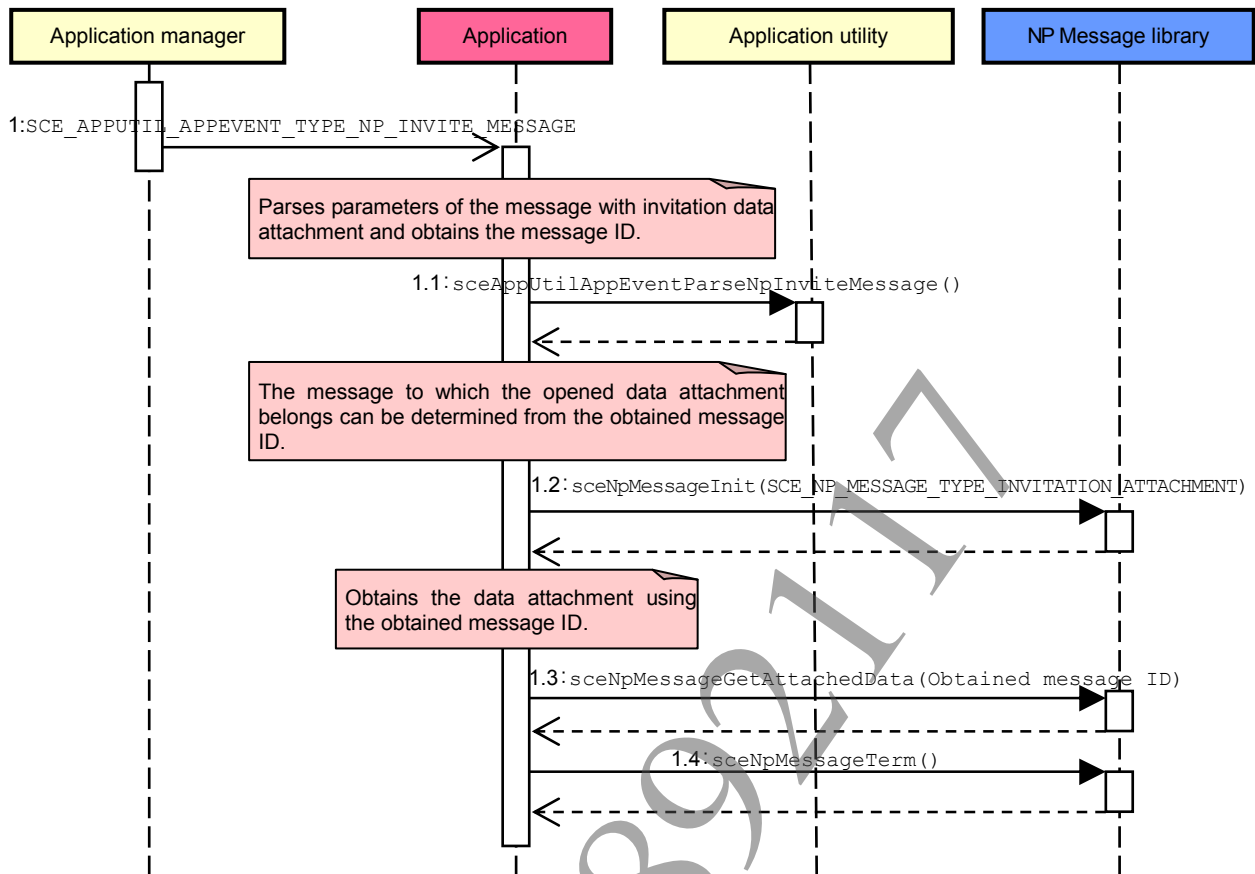 Application manager
Application
Application utility
NP Message library
1:SCE_APPUTIL_APPEVENT_TYPE_NP_INVITE_MESSAGE
Parses parameters of the message with invitation data
attachment and obtains the message ID.
1.1:sceAppUtilAppEventParseNpInviteMessage()
The message to which the opened data attachment
belongs can be determined from the obtained message
ID.
1.2:sceNpMessageInit(SCE_NP_MESSAGE_TYPE_INVITATION_ATTACHMENT)
Obtains the data attachment using
the obtained message ID.
1.3:sceNpMessageGetAttachedData(Obtained message ID)
1.4:sceNpMessageTerm()
89217